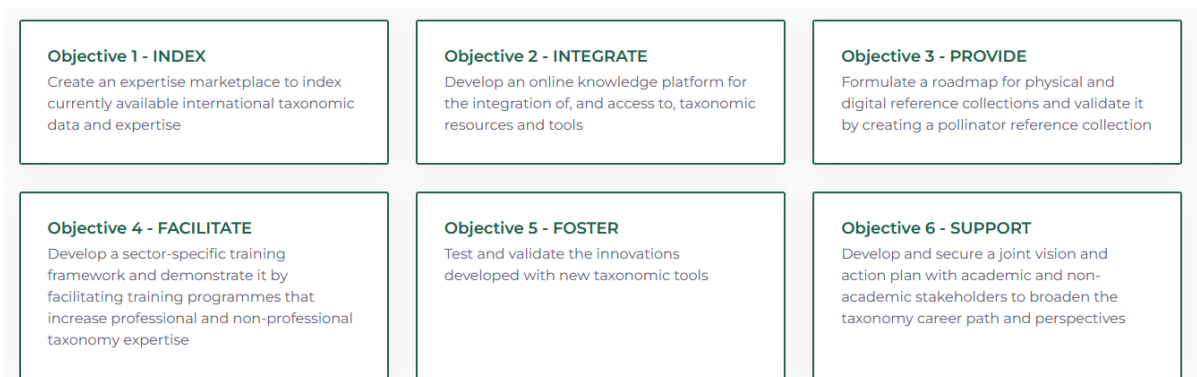 Objective 1 - INDEX
Create an expertise marketplace to index
currently available international taxonomic
data and expertise
Objective 2 - INTEGRATE
Develop an online knowledge platform for
the integration of, and access to, taxonomic
resources and tools
Objective 3 - PROVIDE
Formulate a roadmap for physical and
digital reference collections and validate it
by creating a pollinator reference collection
Objective 4 - FACILITATE
Develop a sector-specific training
framework and demonstrate it by
facilitating training programmes that
increase professional and non-professional
taxonomy expertise
Objective 5 - FOSTER
Test and validate the innovations
developed with new taxonomic tools
Objective 6 - SUPPORT
Develop and secure a joint vision and
action plan with academic and non-
academic stakeholders to broaden the
taxonomy career path and perspectives